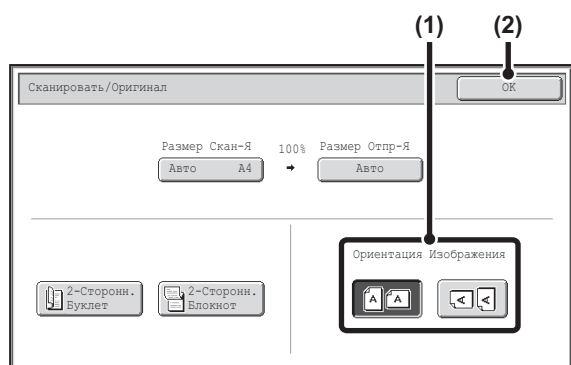 (1) (2)
Сканировать/Оригинал OK
Размер Скан-Я 100% Размер Отпр-Я
Авто A4 Авто
Ориентация Изображения
2-Сторонн. Буклет
2-Сторонн. Блокнот
A A A A